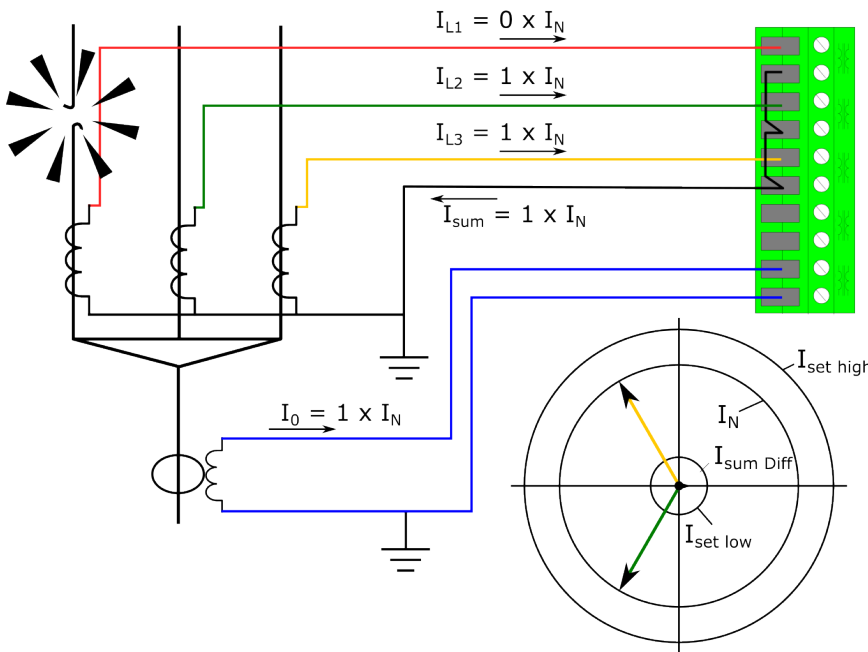 I_L1 = 0 x I_N
I_L2 = 1 x I_N
I_L3 = 1 x I_N
I_sum = 1 x I_N
I_0 = 1 x I_N
I_set high
I_N
I_sum Diff
I_set low